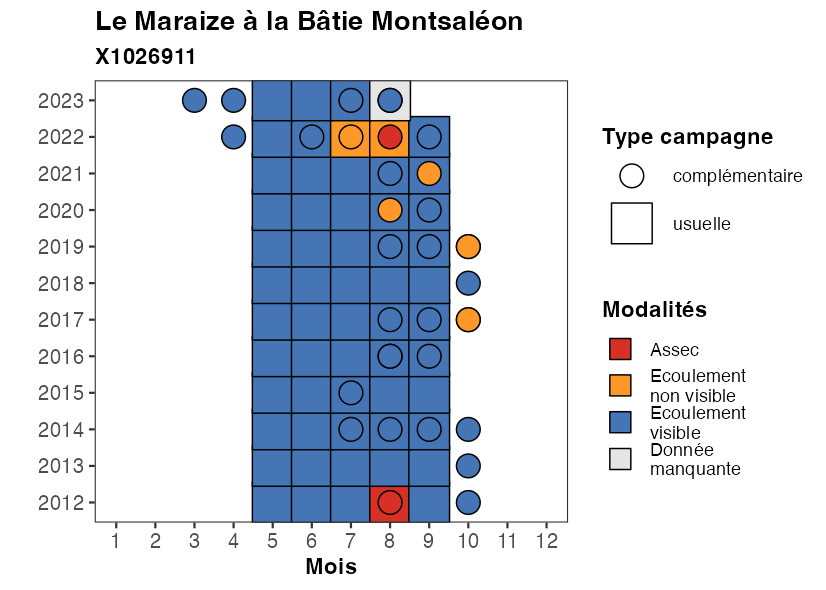 Le Maraize à la Bâtie Montsaléon
X1026911
2023
2022
2021
2020
2019
2018
2017
2016
2015
2014
2013
2012
1 2 3 4 5 6 7 8 9 10 11 12
Mois
Type campagne
complémentaire
usuelle
Modalités
Assec
Ecoulement
non visible
Ecoulement
visible
Donnée
manquante